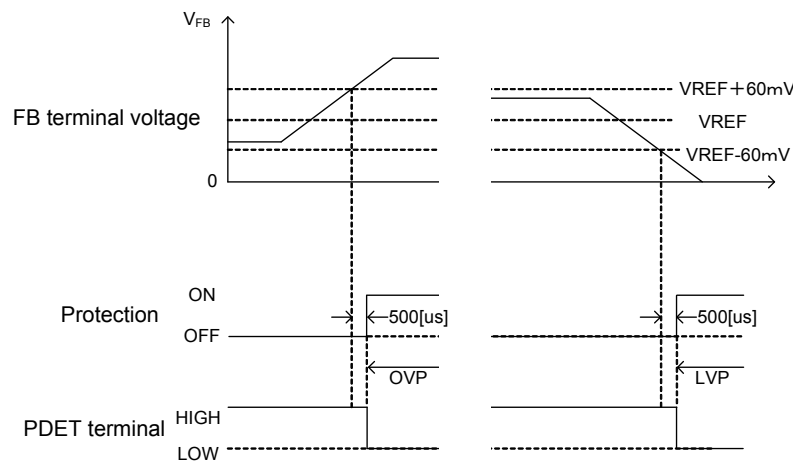 VFB
VREF+60mV
FB terminal voltage
VREF
VREF-60mV
0
ON
Protection
500[us]
500[us]
OFF
OVP
LVP
HIGH
PDET terminal
LOW